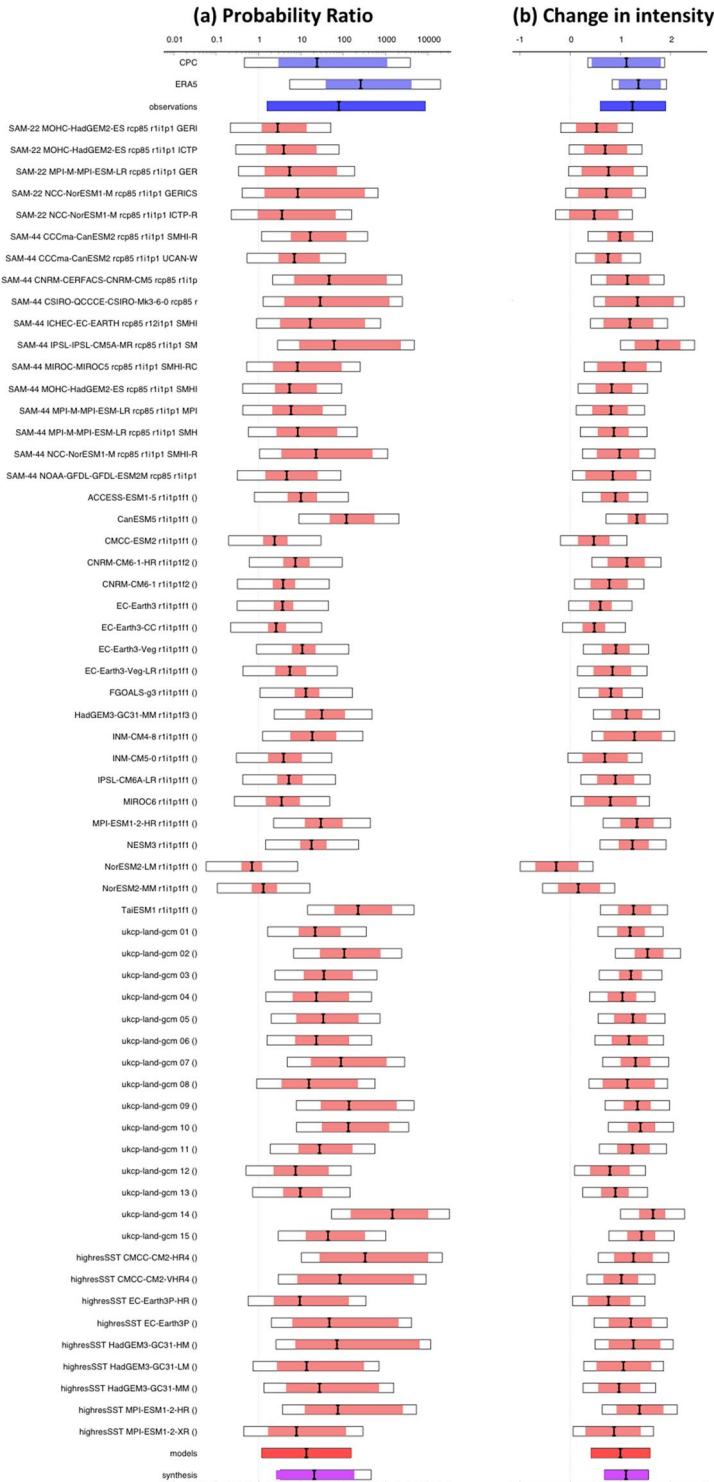 (a) Probability Ratio (b) Change in intensity
0.01 0.1 1 10 100 1000 10000 -1 0 1 2
CPC
ERA5
observations
SAM-22 MOHC-HadGEM2-ES rcp85 r1i1p1 GERI
SAM-22 MOHC-HadGEM2-ES rcp85 r1i1p1 ICTP
SAM-22 MPI-M-MPI-ESM-LR rcp85 r1i1p1 GER
SAM-22 NCC-NorESM1-M rcp85 r1i1p1 GERICS
SAM-22 NCC-NorESM1-M rcp85 r1i1p1 ICTP-R
SAM-44 CCCma-CanESM2 rcp85 r1i1p1 SMHI-R
SAM-44 CCCma-CanESM2 rcp85 r1i1p1 UCAN-W
SAM-44 CNRM-CERFACS-CNRM-CM5 rcp85 r1i1p
SAM-44 CSIRO-QCCCE-CSIRO-Mk3-6-0 rcp85 r
SAM-44 ICHEC-EC-EARTH rcp85 r12i1p1 SMHI
SAM-44 IPSL-IPSL-CM5A-MR rcp85 r1i1p1 SM
SAM-44 MIROC-MIROC5 rcp85 r1i1p1 SMHI-RC
SAM-44 MOHC-HadGEM2-ES rcp85 r1i1p1 SMHI
SAM-44 MPI-M-MPI-ESM-LR rcp85 r1i1p1 MPI
SAM-44 MPI-M-MPI-ESM-LR rcp85 r1i1p1 SMH
SAM-44 NCC-NorESM1-M rcp85 r1i1p1 SMHI-R
SAM-44 NOAA-GFDL-GFDL-ESM2M rcp85 r1i1p1
ACCESS-ESM1-5 r1i1p1f1 ()
CanESM5 r1i1p1f1 ()
CMCC-ESM2 r1i1p1f1 ()
CNRM-CM6-1-HR r1i1p1f2 ()
CNRM-CM6-1 r1i1p1f2 ()
EC-Earth3 r1i1p1f1 ()
EC-Earth3-CC r1i1p1f1 ()
EC-Earth3-Veg r1i1p1f1 ()
EC-Earth3-Veg-LR r1i1p1f1 ()
FGOALS-g3 r1i1p1f1 ()
HadGEM3-GC31-MM r1i1p1f3 ()
INM-CM4-8 r1i1p1f1 ()
INM-CM5-0 r1i1p1f1 ()
IPSL-CM6A-LR r1i1p1f1 ()
MIROC6 r1i1p1f1 ()
MPI-ESM1-2-HR r1i1p1f1 ()
NESM3 r1i1p1f1 ()
NorESM2-LM r1i1p1f1 ()
NorESM2-MM r1i1p1f1 ()
TaiESM1 r1i1p1f1 ()
ukcp-land-gcm 01 ()
ukcp-land-gcm 02 ()
ukcp-land-gcm 03 ()
ukcp-land-gcm 04 ()
ukcp-land-gcm 05 ()
ukcp-land-gcm 06 ()
ukcp-land-gcm 07 ()
ukcp-land-gcm 08 ()
ukcp-land-gcm 09 ()
ukcp-land-gcm 10 ()
ukcp-land-gcm 11 ()
ukcp-land-gcm 12 ()
ukcp-land-gcm 13 ()
ukcp-land-gcm 14 ()
ukcp-land-gcm 15 ()
highresSST CMCC-CM2-HR4 ()
highresSST CMCC-CM2-VHR4 ()
highresSST EC-Earth3P-HR ()
highresSST EC-Earth3P ()
highresSST HadGEM3-GC31-HM ()
highresSST HadGEM3-GC31-LM ()
highresSST HadGEM3-GC31-MM ()
highresSST MPI-ESM1-2-HR ()
highresSST MPI-ESM1-2-XR ()
models
synthesis